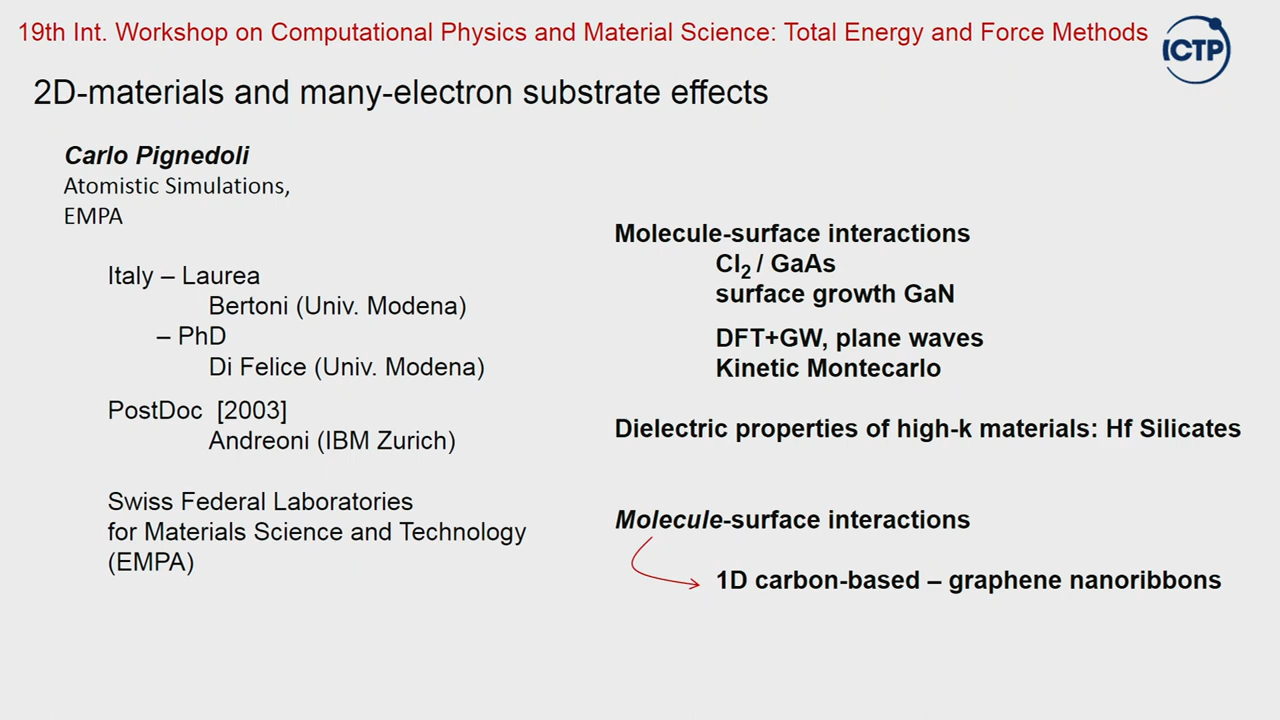 19th Int. Workshop on Computational Physics and Material Science: Total Energy and Force Methods
ICTP
2D-materials and many-electron substrate effects
Carlo Pignedoli
Atomistic Simulations,
EMPA
Italy – Laurea
Bertoni (Univ. Modena)
– PhD
Di Felice (Univ. Modena)
PostDoc [2003]
Andreoni (IBM Zurich)
Swiss Federal Laboratories
for Materials Science and Technology
(EMPA)
Molecule-surface interactions
Cl2 / GaAs
surface growth GaN
DFT+GW, plane waves
Kinetic Montecarlo
Dielectric properties of high-k materials: Hf Silicates
Molecule-surface interactions
1D carbon-based – graphene nanoribbons